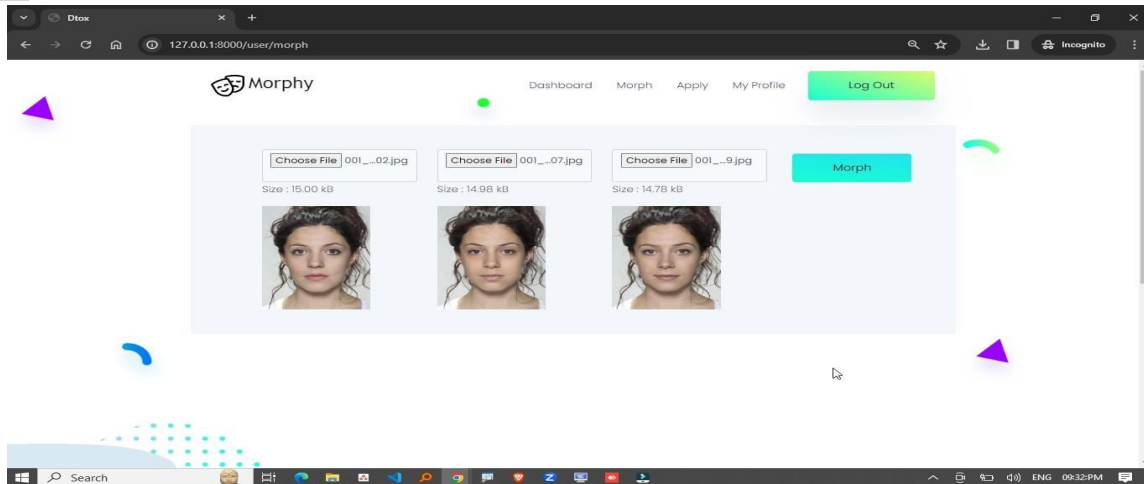 Dtox
127.0.0.1:8000/user/morph
Incognito
Morphy
Dashboard Morph Apply My Profile Log Out
Choose File 001_...02.jpg Choose File 001_...07.jpg Choose File 001_...9.jpg Morph
Size : 15.00 kB Size : 14.98 kB Size : 14.78 kB
Search ENG 09:32:PM